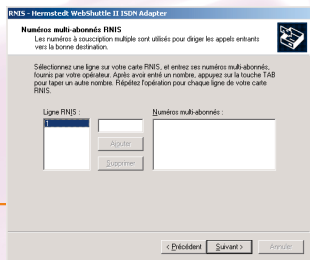 RNIS - Hermstedt WebShuttle II ISDN Adapter
Numéros multi-abonnés RNIS
Les numéros à souscription multiple sont utilisés pour diriger les appels entrants
vers la bonne destination.
Sélectionnez une ligne sur votre carte RNIS, et entrez ses numéros multi-abonnés,
fournis par votre opérateur. Après avoir entré un nombre, appuyez sur la touche TAB
pour taper un autre nombre. Répétez l'opération pour chaque ligne de votre carte
RNIS.
Ligne RNIS :
Numéros multi-abonnés :
1
Ajouter
Supprimer
< Précédent
Suivant >
Annuler